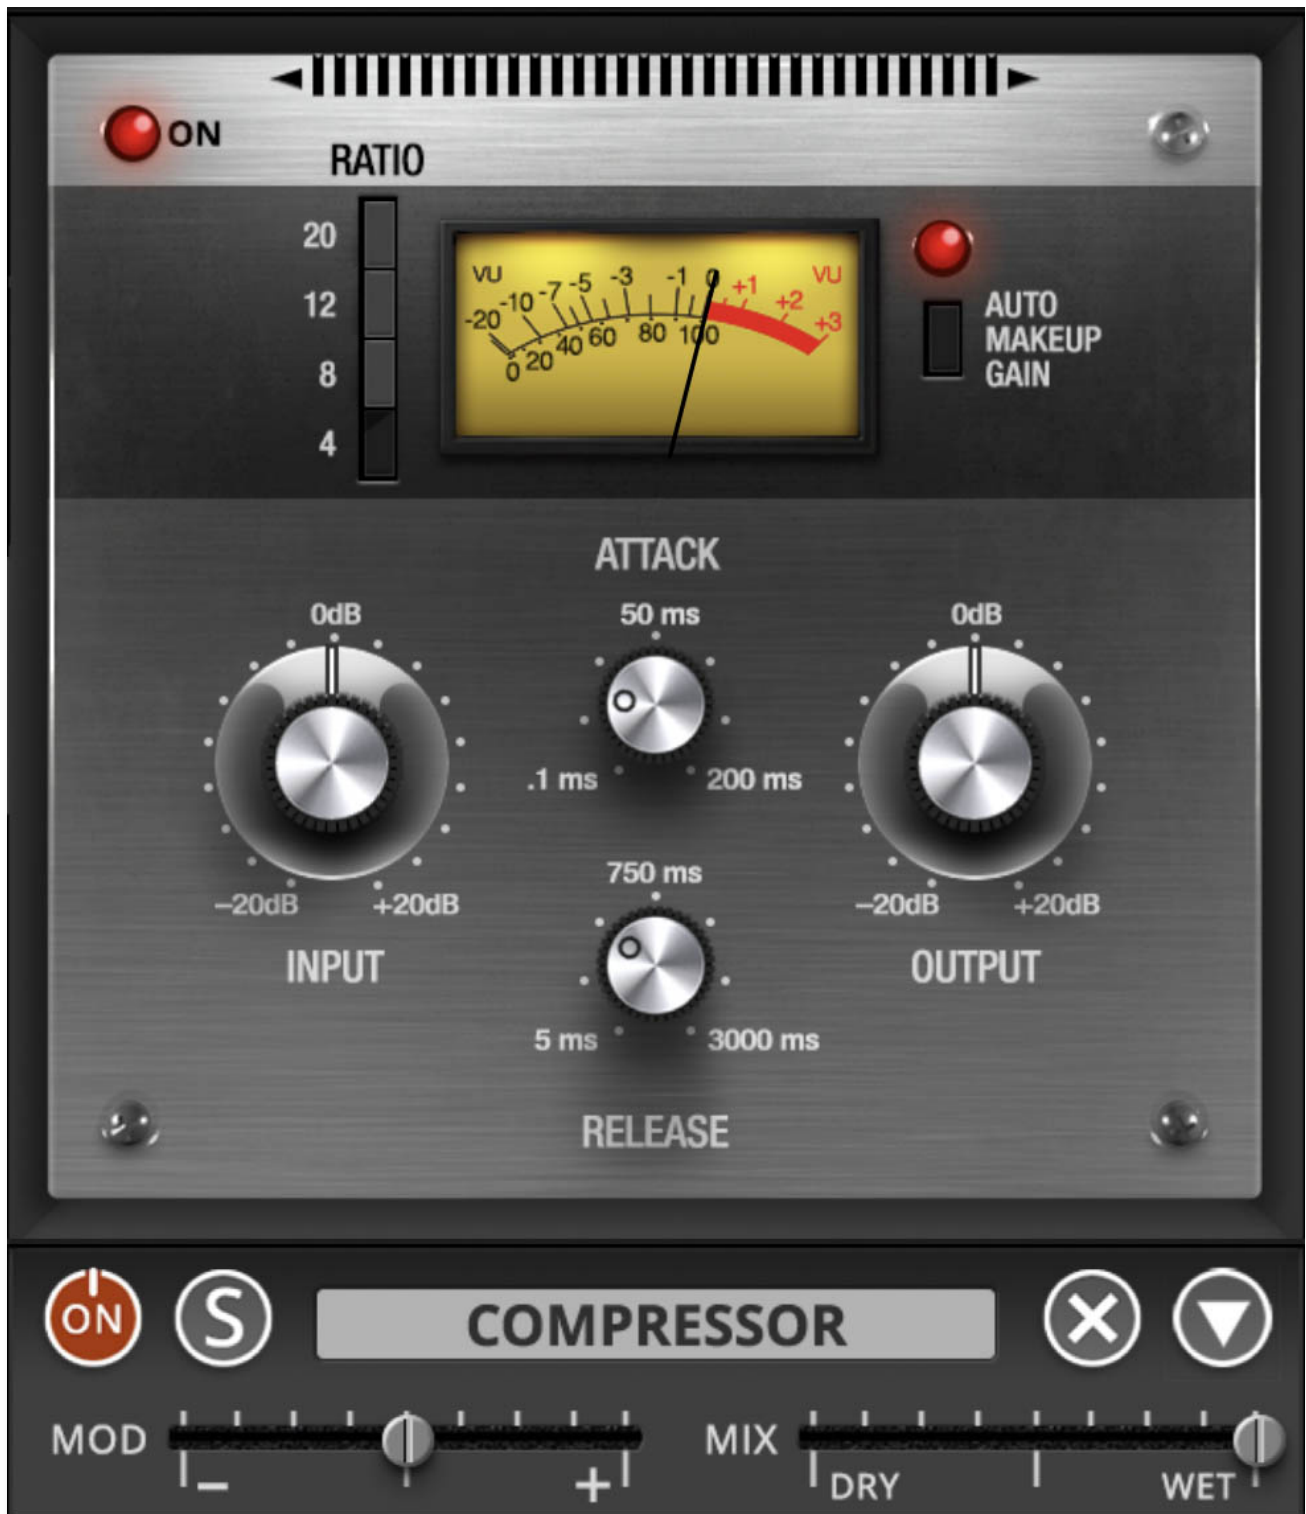 ON
RATIO
20
12
8
4
VU
-20
-10
-7
-5
-3
-1
0
+1
+2
+3
VU
0
20
40
60
80
100
AUTO
MAKEUP
GAIN
ATTACK
0dB
50 ms
0dB
.1 ms
200 ms
750 ms
–20dB
+20dB
–20dB
+20dB
INPUT
OUTPUT
5 ms
3000 ms
RELEASE
ON
S
COMPRESSOR
MOD
– +
MIX
DRY
WET